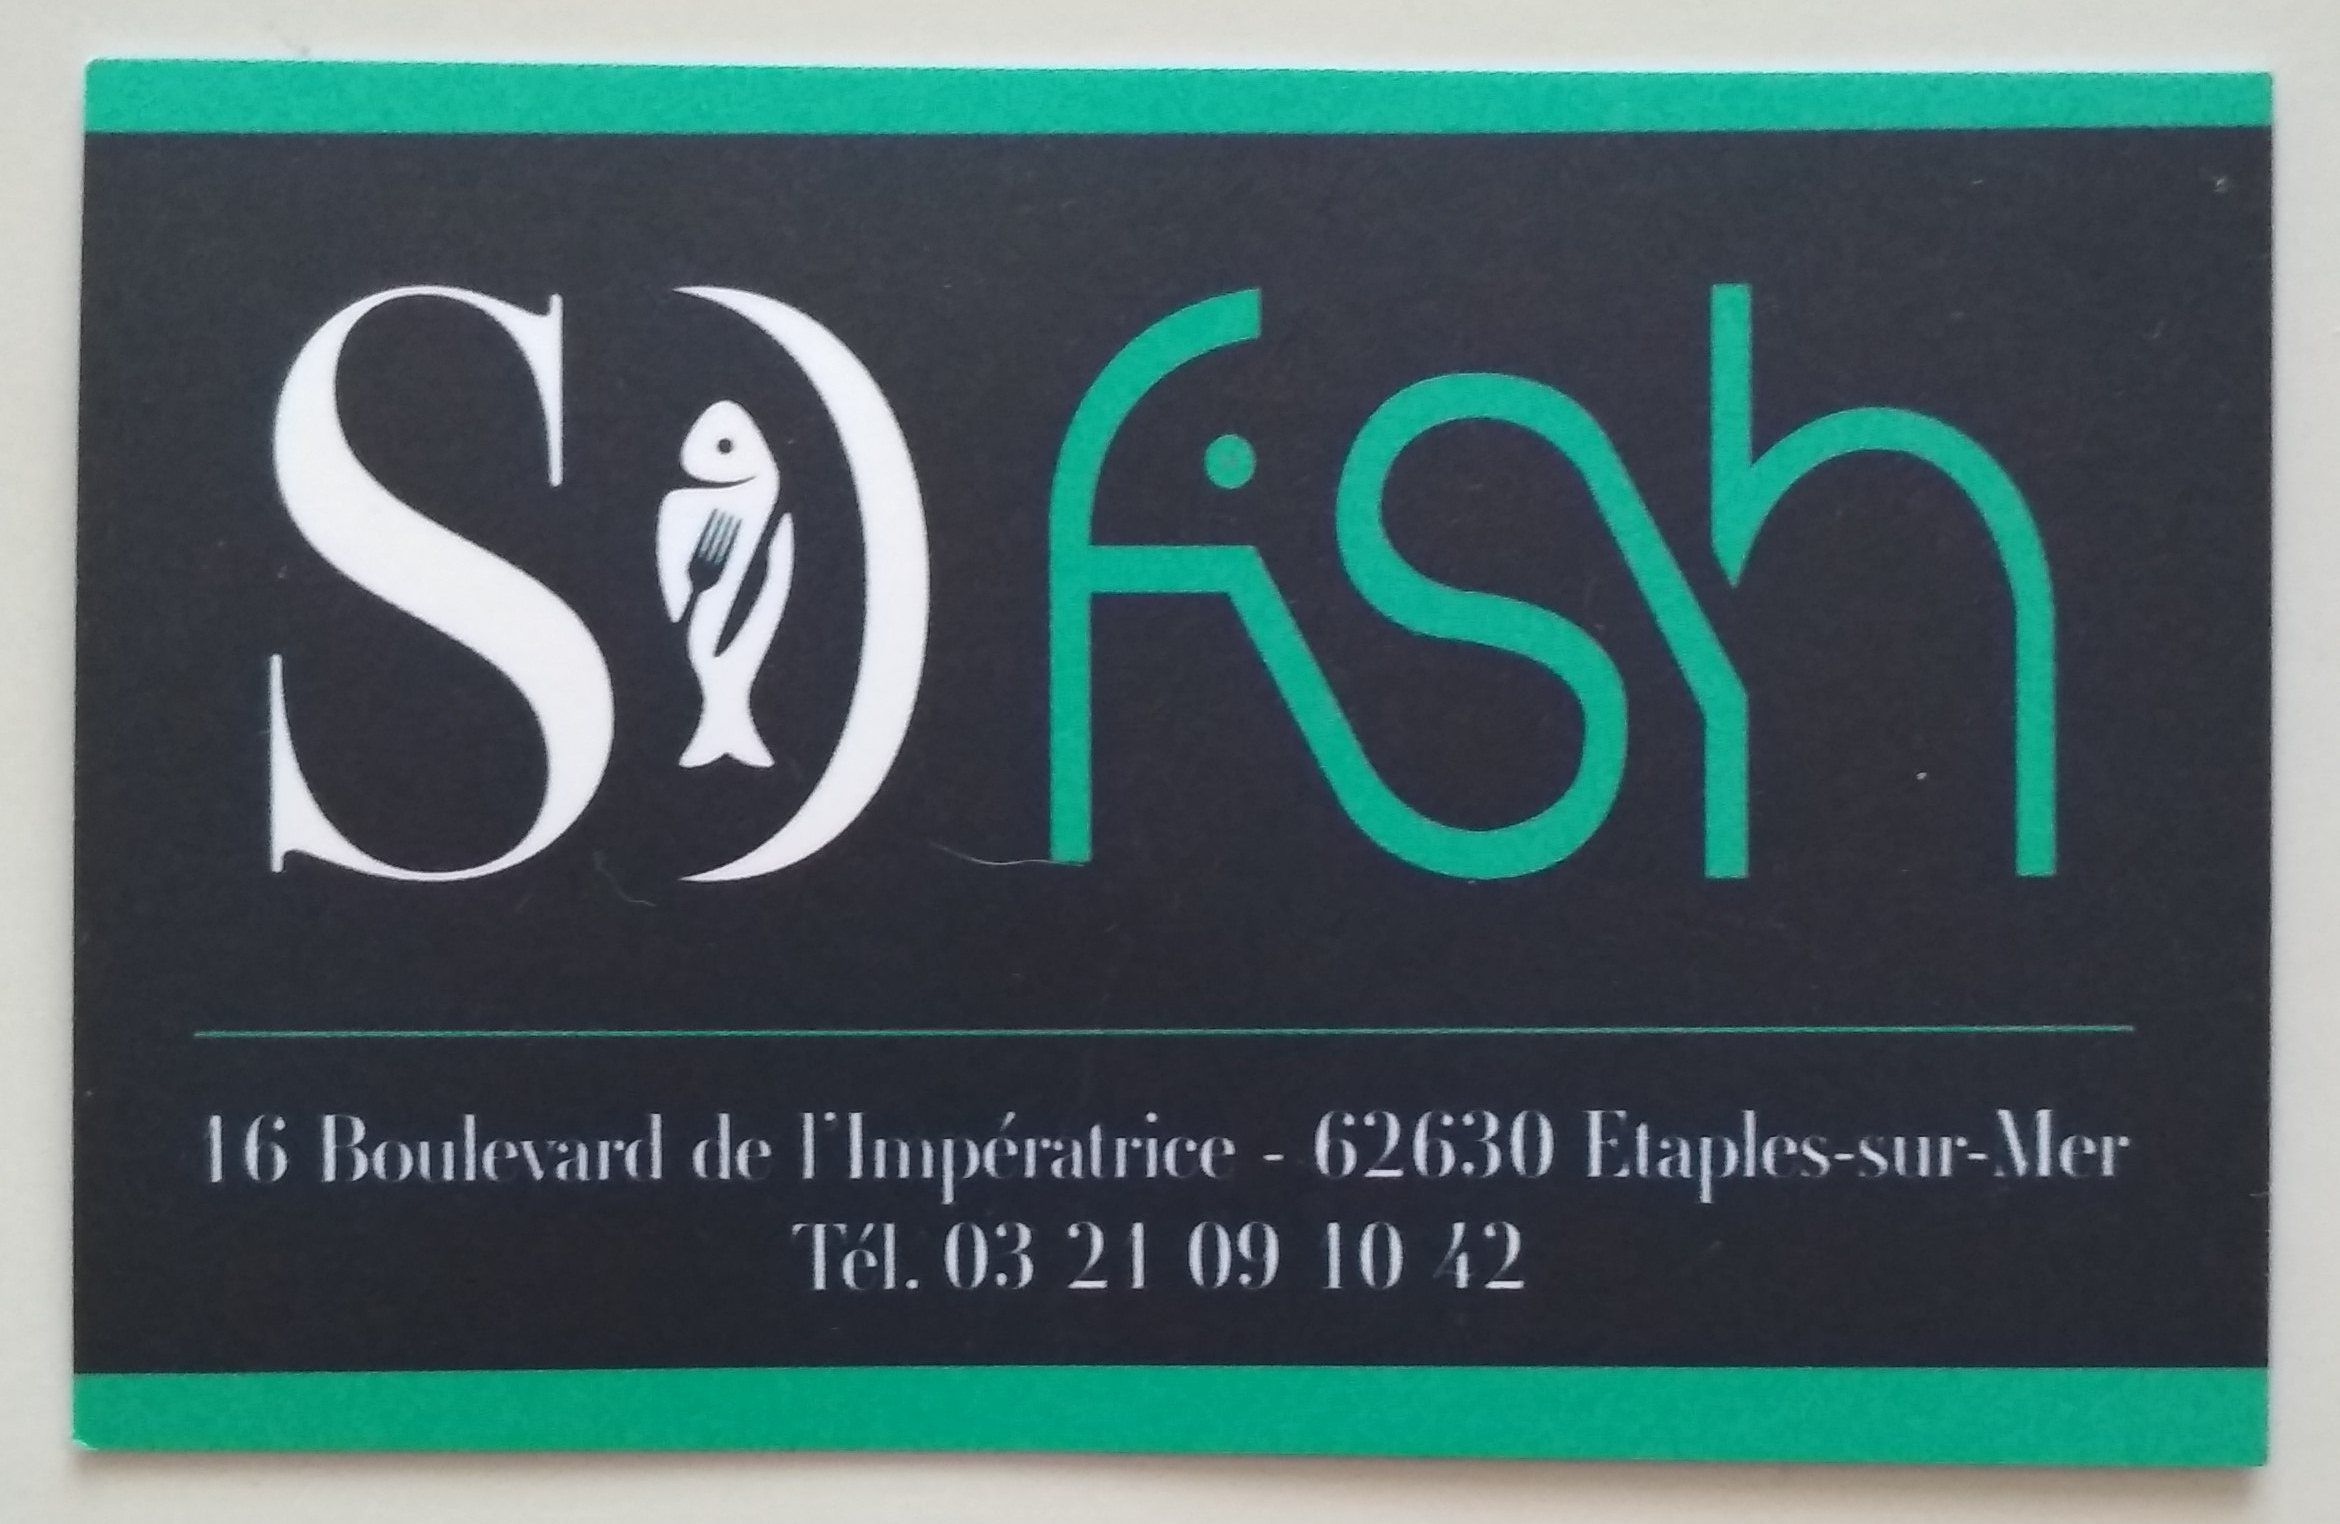 SO fish
16 Boulevard de l'Impératrice - 62630 Etaples-sur-Mer
Tél. 03 21 09 10 42